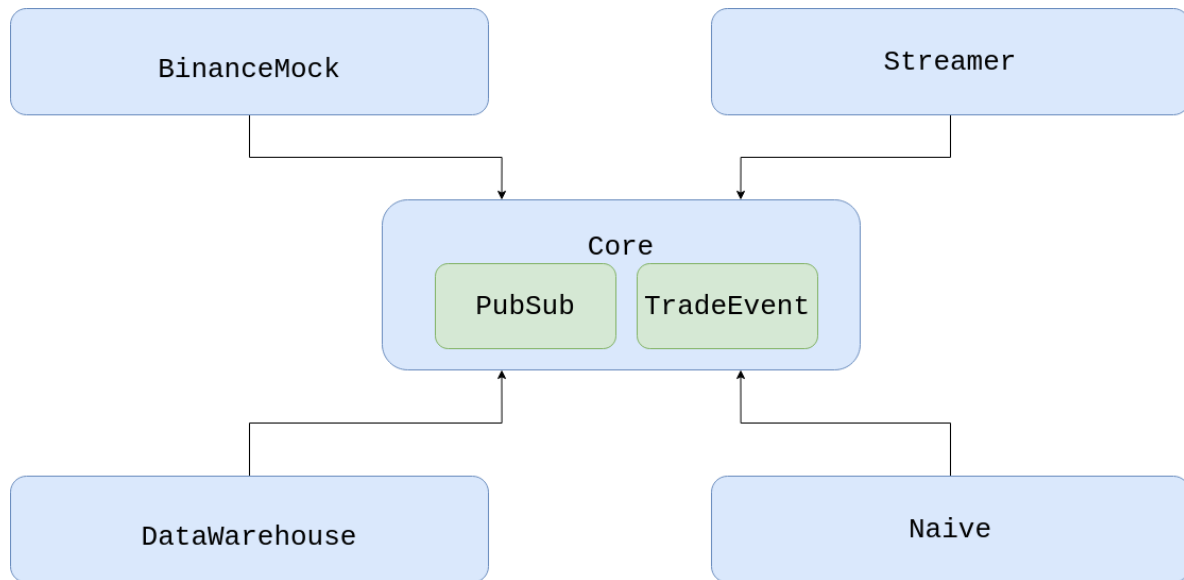 BinanceMock
Streamer
Core
PubSub
TradeEvent
DataWarehouse
Naive